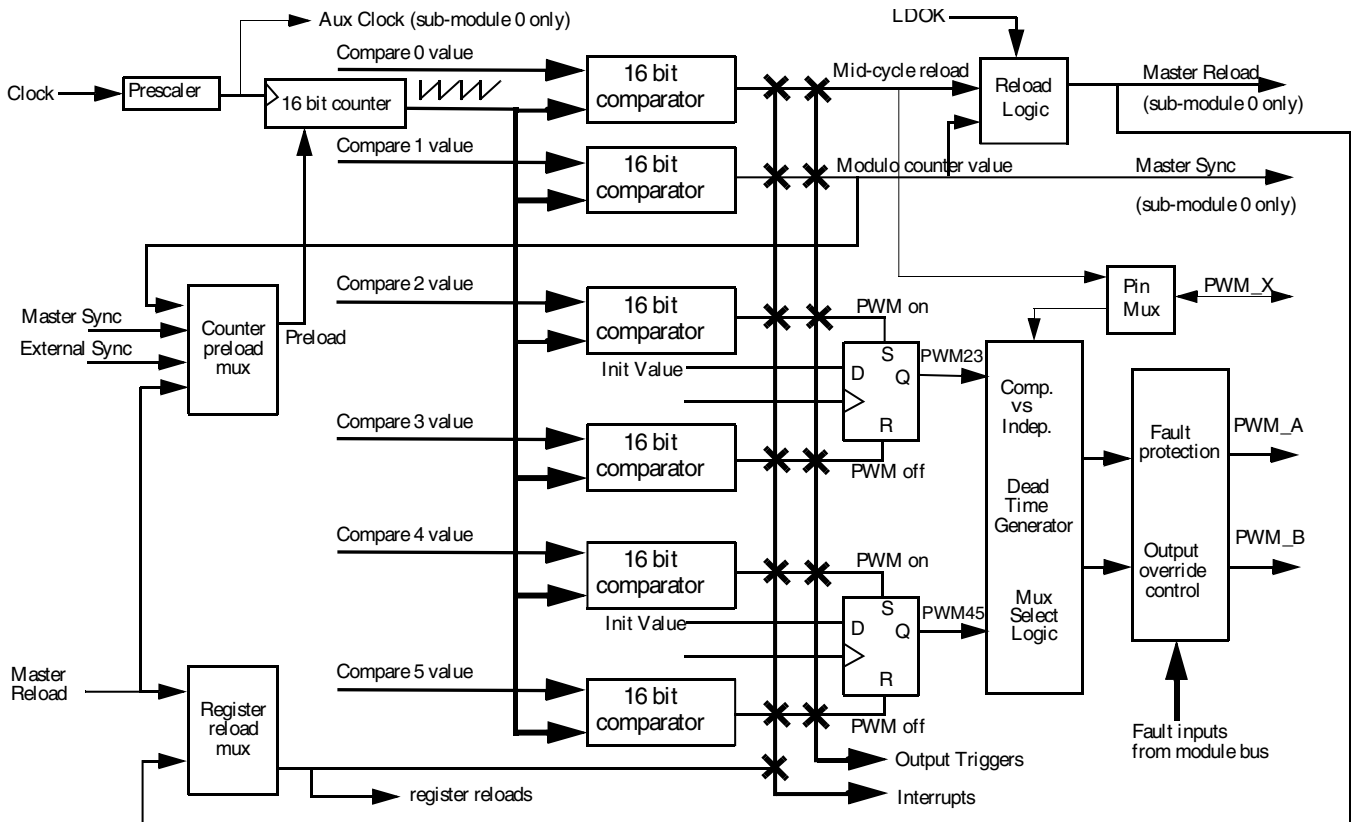 Aux Clock (sub-module 0 only)
LDOK
Compare 0 value
Clock
Prescaler
16 bit counter
16 bit
comparator
Mid-cycle reload
Reload
Logic
Master Reload
(sub-module 0 only)
Compare 1 value
16 bit
comparator
Modulo counter value
Master Sync
(sub-module 0 only)
Compare 2 value
16 bit
comparator
PWM on
Pin
Mux
PWM_X
Master Sync
External Sync
Counter
preload
mux
Preload
Init Value
S
D
Q
R
PWM23
Comp.
vs
Indep.
Dead
Time
Generator
Mux
Select
Logic
Compare 3 value
16 bit
comparator
PWM off
Fault
protection
Output
override
control
PWM_A
PWM_B
Compare 4 value
16 bit
comparator
PWM on
Init Value
S
D
Q
R
PWM45
Master
Reload
Register
reload
mux
Compare 5 value
16 bit
comparator
PWM off
Fault inputs
from module bus
Output Triggers
register reloads
Interrupts